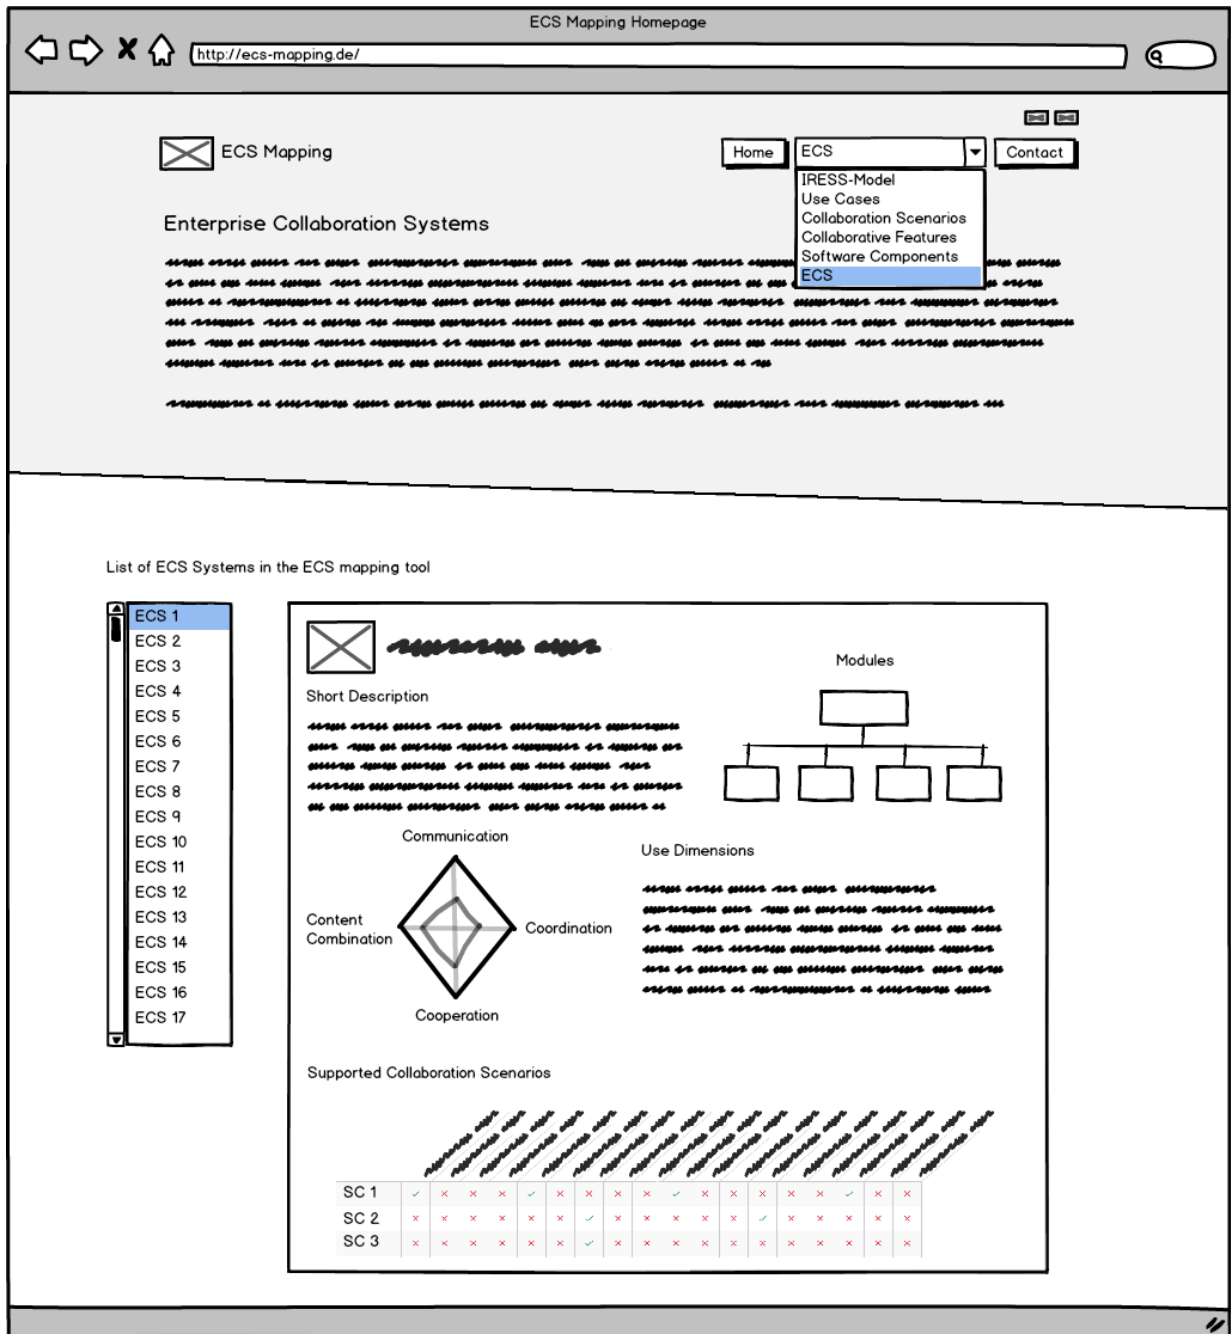 ECS Mapping Homepage
http://ecs-mapping.de/
ECS Mapping
Home
ECS
Contact
IRESS-Model
Use Cases
Collaboration Scenarios
Collaborative Features
Software Components
ECS
Enterprise Collaboration Systems
List of ECS Systems in the ECS mapping tool
ECS 1
ECS 2
ECS 3
ECS 4
ECS 5
ECS 6
ECS 7
ECS 8
ECS 9
ECS 10
ECS 11
ECS 12
ECS 13
ECS 14
ECS 15
ECS 16
ECS 17
Short Description
Modules
Communication
Content
Combination
Coordination
Cooperation
Use Dimensions
Supported Collaboration Scenarios
SC 1
SC 2
SC 3